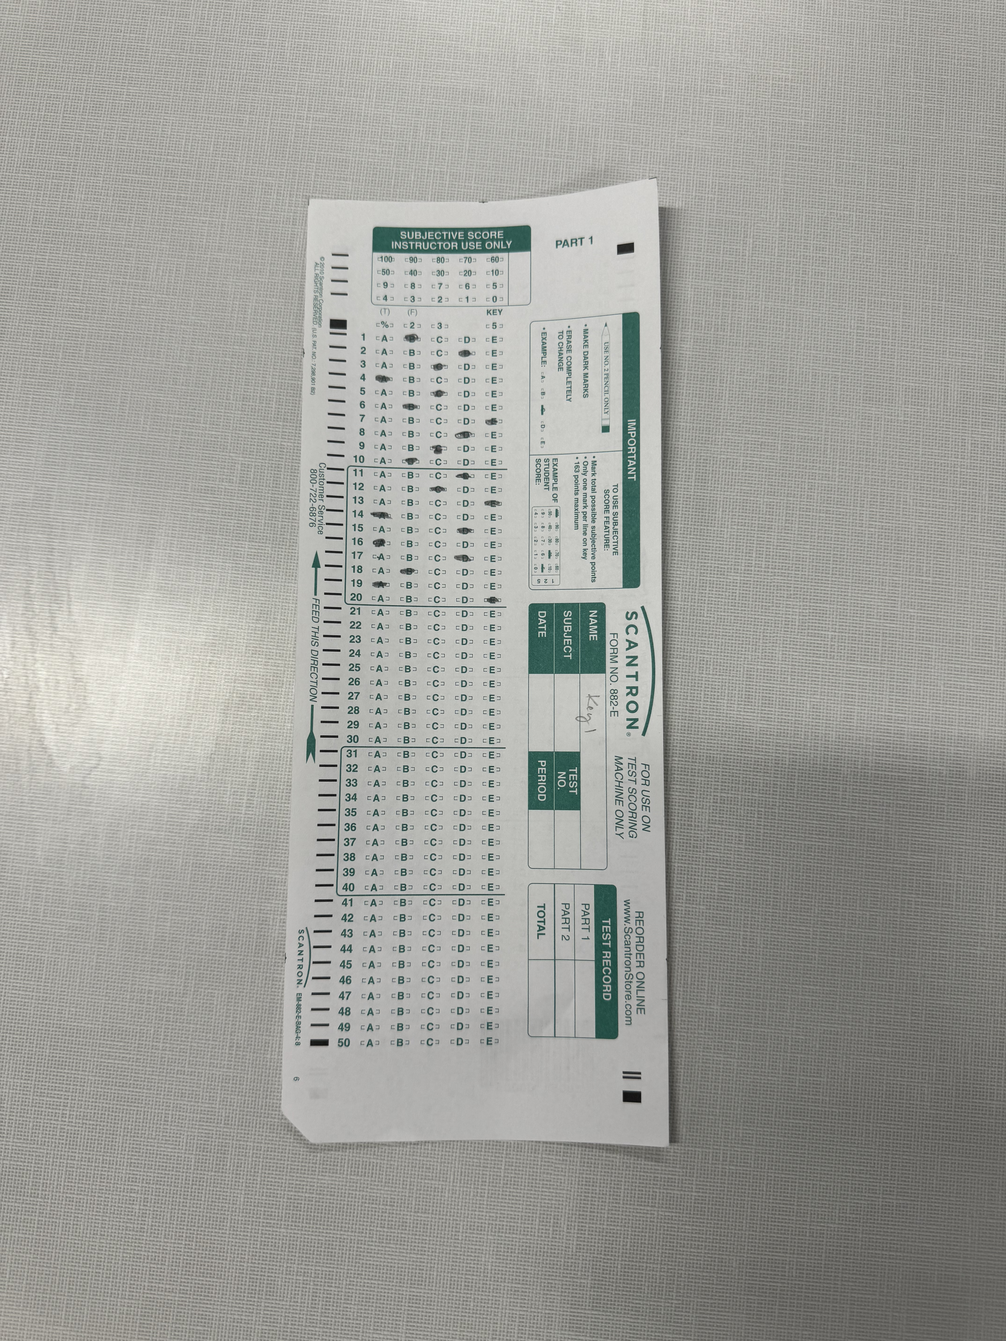 SUBJECTIVE SCORE
INSTRUCTOR USE ONLY
100 90 80 70 60
50 40 30 20 10
9 8 7 6 5
4 3 2 1 0
(T) (F) KEY
% 2 3 5
1 A C D E
2 A B C E
3 A B D E
4 B C D E
5 A B D E
6 A C D E
7 A B C D
8 A B C E
9 A B D E
10 A C D E
11 A B C E
12 A B D E
13 A B C D
14 B C D E
15 A B C E
16 B C D E
17 A B C E
18 A C D E
19 B C D E
20 A B C D
21 A B C D E
22 A B C D E
23 A B C D E
24 A B C D E
25 A B C D E
26 A B C D E
27 A B C D E
28 A B C D E
29 A B C D E
30 A B C D E
31 A B C D E
32 A B C D E
33 A B C D E
34 A B C D E
35 A B C D E
36 A B C D E
37 A B C D E
38 A B C D E
39 A B C D E
40 A B C D E
41 A B C D E
42 A B C D E
43 A B C D E
44 A B C D E
45 A B C D E
46 A B C D E
47 A B C D E
48 A B C D E
49 A B C D E
50 A B C D E
PART 1
IMPORTANT
USE NO. 2 PENCIL ONLY
• MAKE DARK MARKS
• ERASE COMPLETELY
TO CHANGE
• EXAMPLE: A B D E
TO USE SUBJECTIVE
SCORE FEATURE:
• Mark total possible subjective points
• Only one mark per line on key
• 163 points maximum
EXAMPLE OF
STUDENT
SCORE:
SCANTRON®
FORM NO. 882-E
FOR USE ON
TEST SCORING
MACHINE ONLY
REORDER ONLINE
www.ScantronStore.com
NAME Key 1
SUBJECT
TEST
NO.
DATE
PERIOD
TEST RECORD
PART 1
PART 2
TOTAL
© 2010 Scantron Corporation
ALL RIGHTS RESERVED.
Customer Service
800-722-6876
FEED THIS DIRECTION
SCANTRON.
6